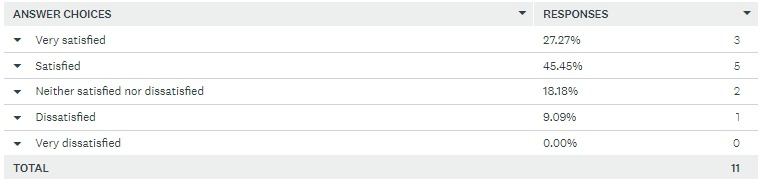 ANSWER CHOICES RESPONSES
Very satisfied 27.27% 3
Satisfied 45.45% 5
Neither satisfied nor dissatisfied 18.18% 2
Dissatisfied 9.09% 1
Very dissatisfied 0.00% 0
TOTAL 11